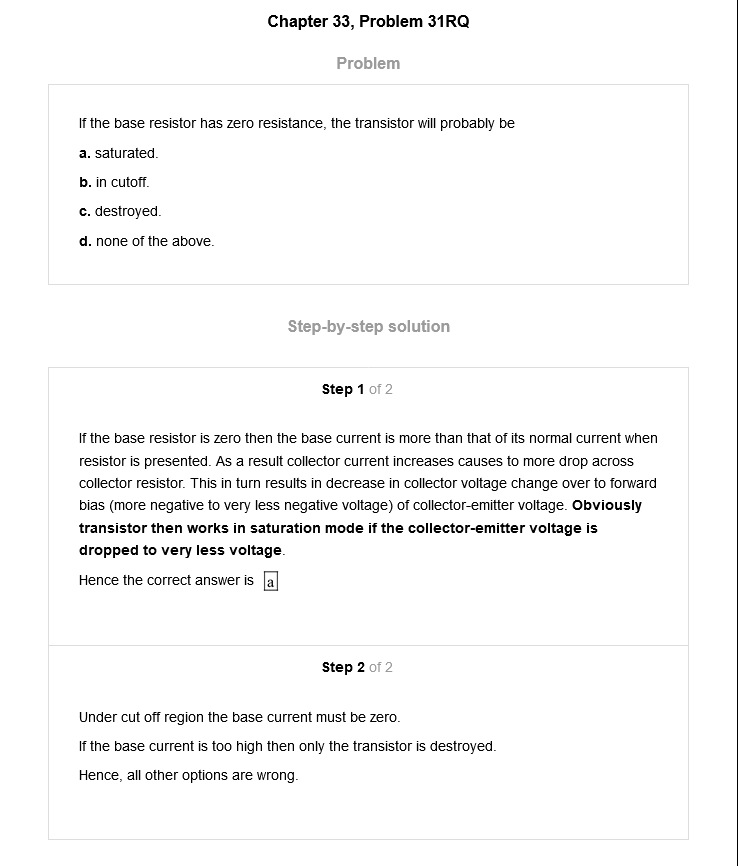 Chapter 33, Problem 31RQ
Problem
If the base resistor has zero resistance, the transistor will probably be
a. saturated.
b. in cutoff.
c. destroyed.
d. none of the above.
Step-by-step solution
Step 1 of 2
If the base resistor is zero then the base current is more than that of its normal current when
resistor is presented. As a result collector current increases causes to more drop across
collector resistor. This in turn results in decrease in collector voltage change over to forward
bias (more negative to very less negative voltage) of collector-emitter voltage. Obviously
transistor then works in saturation mode if the collector-emitter voltage is
dropped to very less voltage.
Hence the correct answer is a
Step 2 of 2
Under cut off region the base current must be zero.
If the base current is too high then only the transistor is destroyed.
Hence, all other options are wrong.